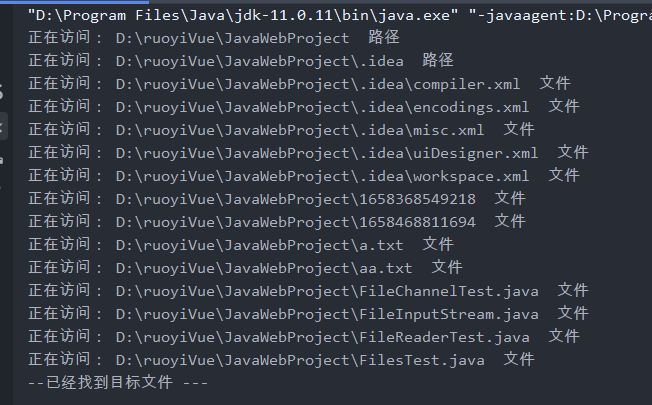 "D:\Program Files\Java\jdk-11.0.11\bin\java.exe" "-javaagent:D:\Progra
正在访问： D:\ruoyiVue\JavaWebProject  路径
正在访问： D:\ruoyiVue\JavaWebProject\.idea  路径
正在访问： D:\ruoyiVue\JavaWebProject\.idea\compiler.xml  文件
正在访问： D:\ruoyiVue\JavaWebProject\.idea\encodings.xml  文件
正在访问： D:\ruoyiVue\JavaWebProject\.idea\misc.xml  文件
正在访问： D:\ruoyiVue\JavaWebProject\.idea\uiDesigner.xml  文件
正在访问： D:\ruoyiVue\JavaWebProject\.idea\workspace.xml  文件
正在访问： D:\ruoyiVue\JavaWebProject\1658368549218  文件
正在访问： D:\ruoyiVue\JavaWebProject\1658468811694  文件
正在访问： D:\ruoyiVue\JavaWebProject\a.txt  文件
正在访问： D:\ruoyiVue\JavaWebProject\aa.txt  文件
正在访问： D:\ruoyiVue\JavaWebProject\FileChannelTest.java  文件
正在访问： D:\ruoyiVue\JavaWebProject\FileInputStream.java  文件
正在访问： D:\ruoyiVue\JavaWebProject\FileReaderTest.java  文件
正在访问： D:\ruoyiVue\JavaWebProject\FilesTest.java  文件
--已经找到目标文件 ---